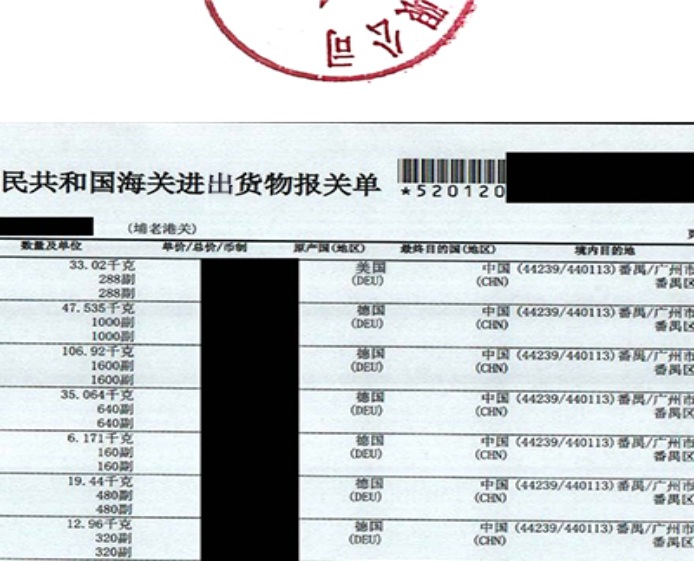 限公司
民共和国海关进出货物报关单
*520120
(埔老港关)
数量及单位 单价/总价/币制 原产国(地区) 最终目的国(地区) 境内目的地
33.02千克 美国 中国 (44239/440113)番禺/广州市
288副 (DEU) (CHN) 番禺区
288副
47.535千克 德国 中国 (44239/440113)番禺/广州市
1000副 (DEU) (CHN) 番禺区
1000副
106.92千克 德国 中国 (44239/440113)番禺/广州市
1600副 (DEU) (CHN) 番禺区
1600副
35.064千克 德国 中国 (44239/440113)番禺/广州市
640副 (DEU) (CHN) 番禺区
640副
6.171千克 德国 中国 (44239/440113)番禺/广州市
160副 (DEU) (CHN) 番禺区
160副
19.44千克 德国 中国 (44239/440113)番禺/广州市
480副 (DEU) (CHN) 番禺区
480副
12.96千克 德国 中国 (44239/440113)番禺/广州市
320副 (DEU) (CHN) 番禺区
320副